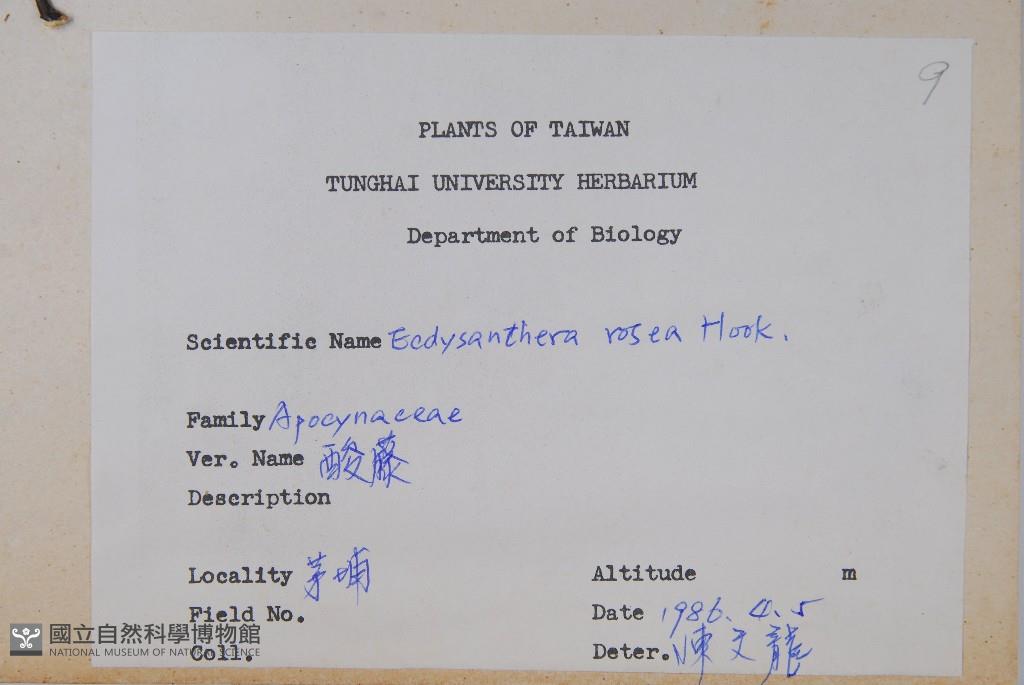 9
PLANTS OF TAIWAN
TUNGHAI UNIVERSITY HERBARIUM
Department of Biology
Scientific Name Ecdysanthera rosea Hook.
Family Apocynaceae
Ver. Name 酸藤
Description
Locality 茅埔
Altitude m
Field No.
Date 1986.4.5
Coll.
Deter. 陳文龍
國立自然科學博物館
NATIONAL MUSEUM OF NATURAL SCIENCE